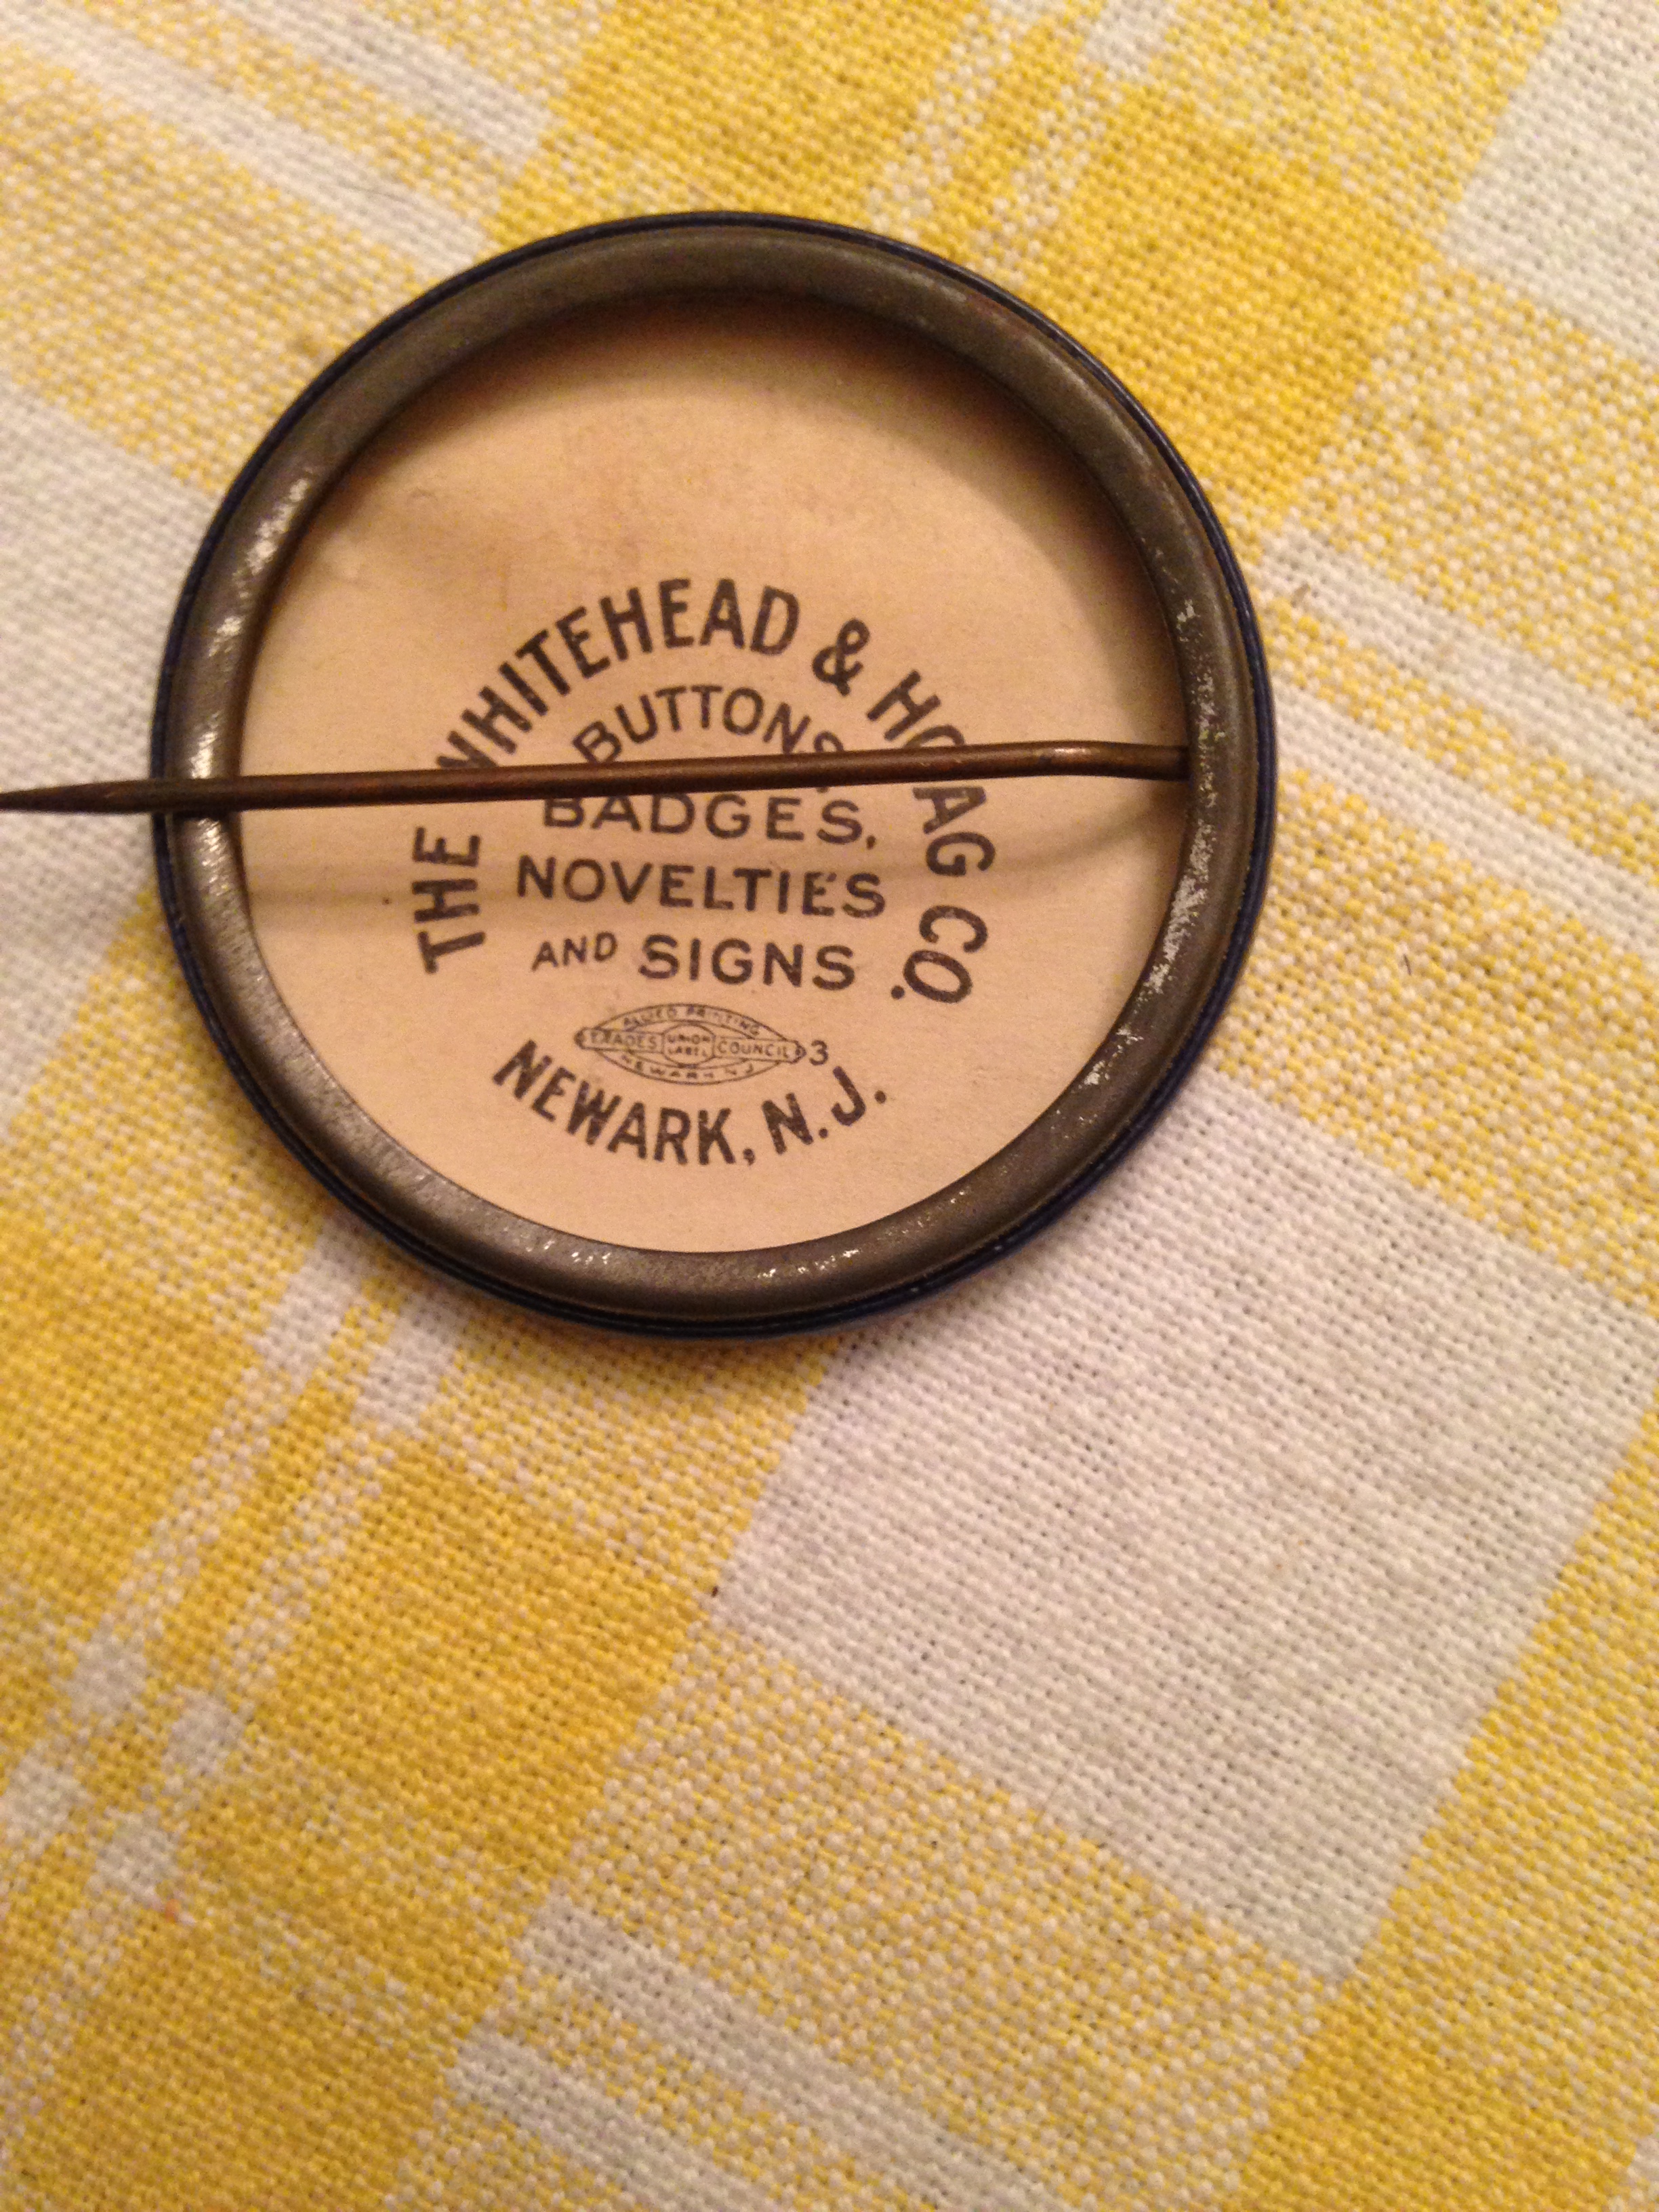 THE WHITEHEAD & HOAG CO.
BUTTONS,
BADGES,
NOVELTIES
AND SIGNS
ALLIED PRINTING
TRADES UNION LABEL COUNCIL 3
NEWARK N J
NEWARK, N.J.